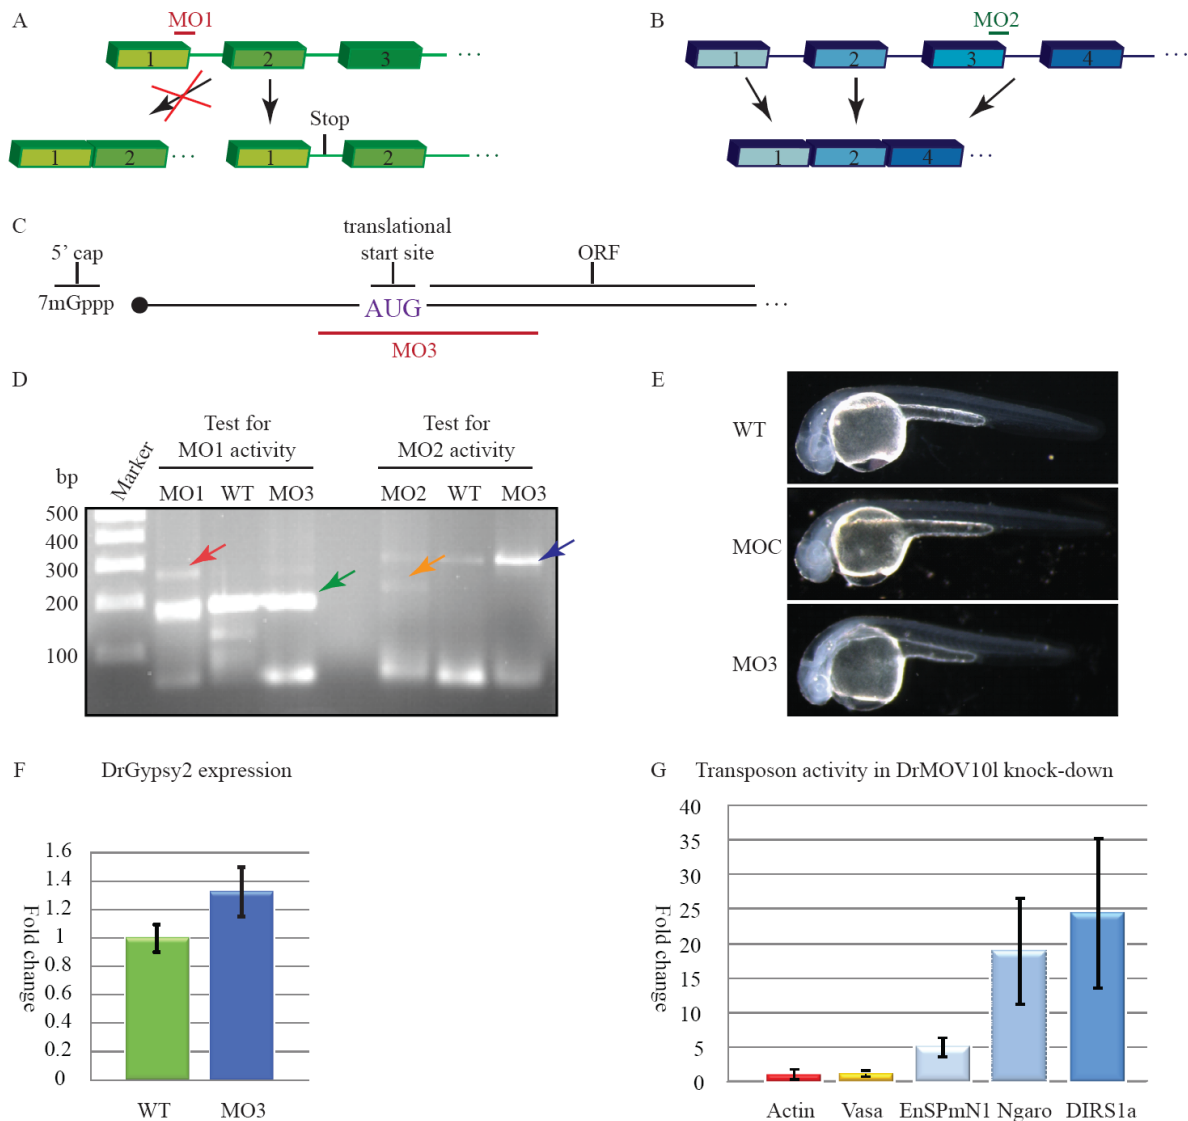 A
MO1
1 2 3 ...
Stop
1 2 ... 1 2 ...
B
MO2
1 2 3 4 ...
1 2 4 ...
C
5’ cap
translational
start site
ORF
7mGppp
AUG
...
MO3
D
Test for
MO1 activity
Test for
MO2 activity
bp
Marker
MO1 WT MO3 MO2 WT MO3
500
400
300
200
100
E
WT
MOC
MO3
F DrGypsy2 expression
Fold change
1.6
1.4
1.2
1
0.8
0.6
0.4
0.2
0
WT MO3
G Transposon activity in DrMOV10l knock-down
Fold change
40
35
30
25
20
15
10
5
0
Actin Vasa EnSPmN1 Ngaro DIRS1a